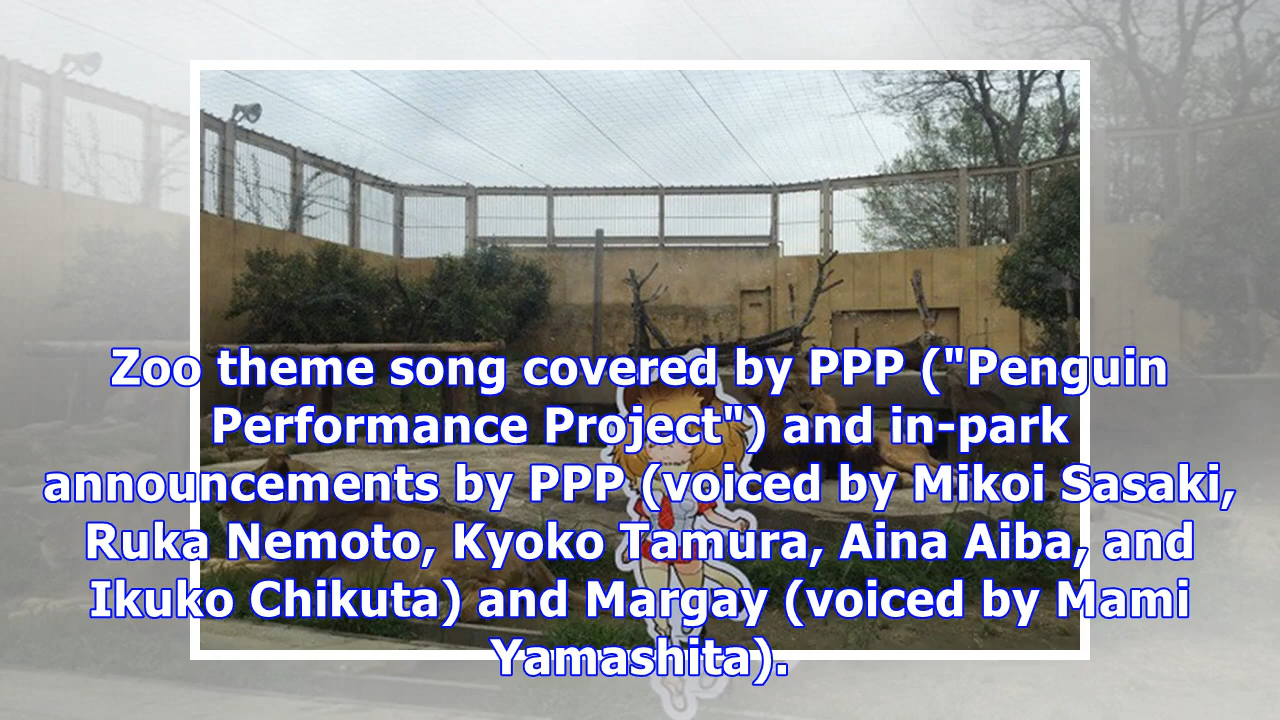 Zoo theme song covered by PPP ("Penguin
Performance Project") and in-park
announcements by PPP (voiced by Mikoi Sasaki,
Ruka Nemoto, Kyoko Tamura, Aina Aiba, and
Ikuko Chikuta) and Margay (voiced by Mami
Yamashita).